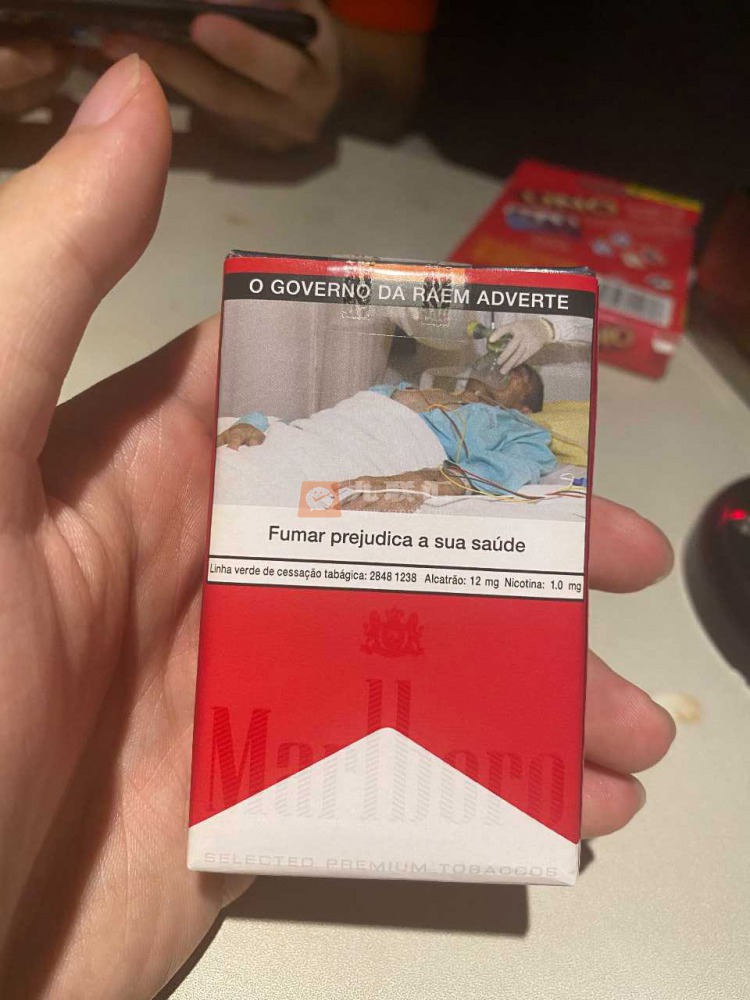 O GOVERNO DA RAEM ADVERTE
Fumar prejudica a sua saúde
Linha verde de cessação tabágica: 2848 1238 Alcatrão: 12 mg Nicotina: 1.0 mg
Marlboro
SELECTED PREMIUM TOBACCOS